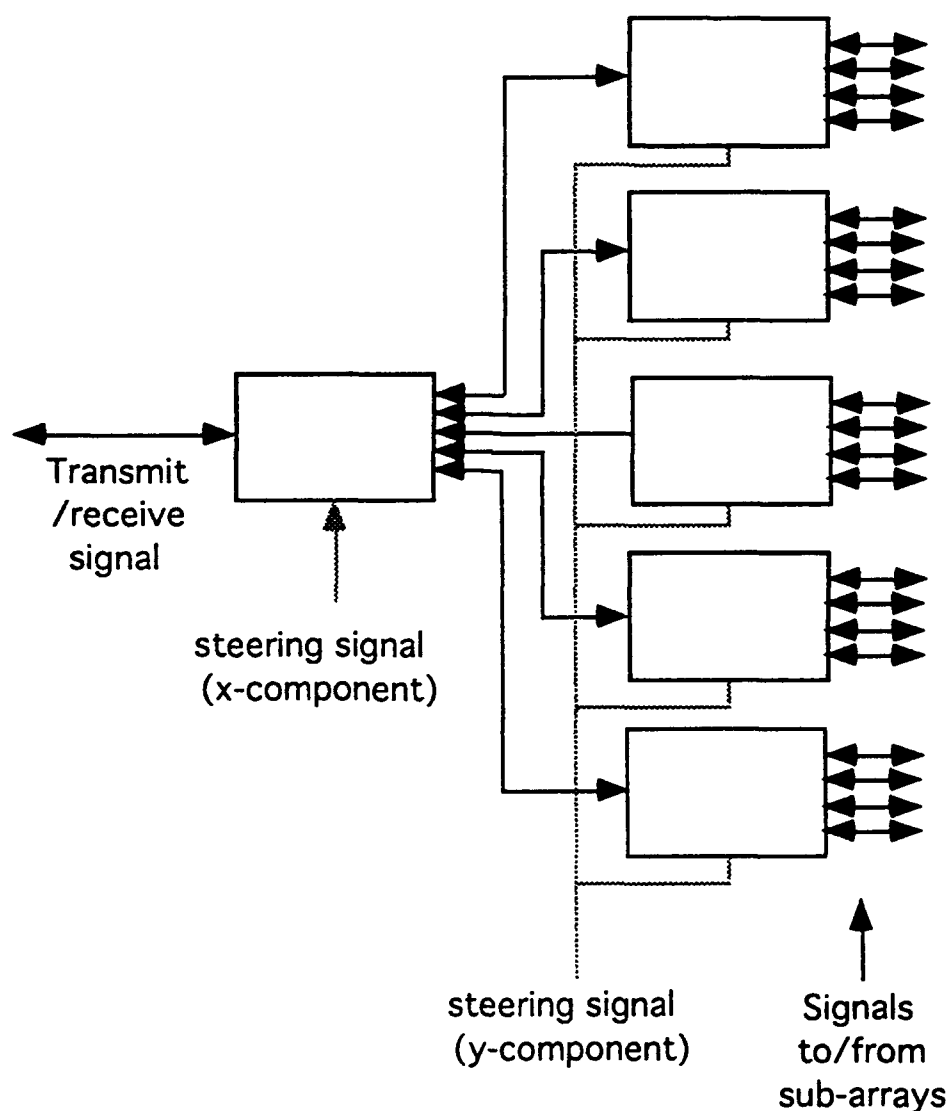 Transmit
/receive
signal
steering signal
(x-component)
steering signal
(y-component)
Signals
to/from
sub-arrays